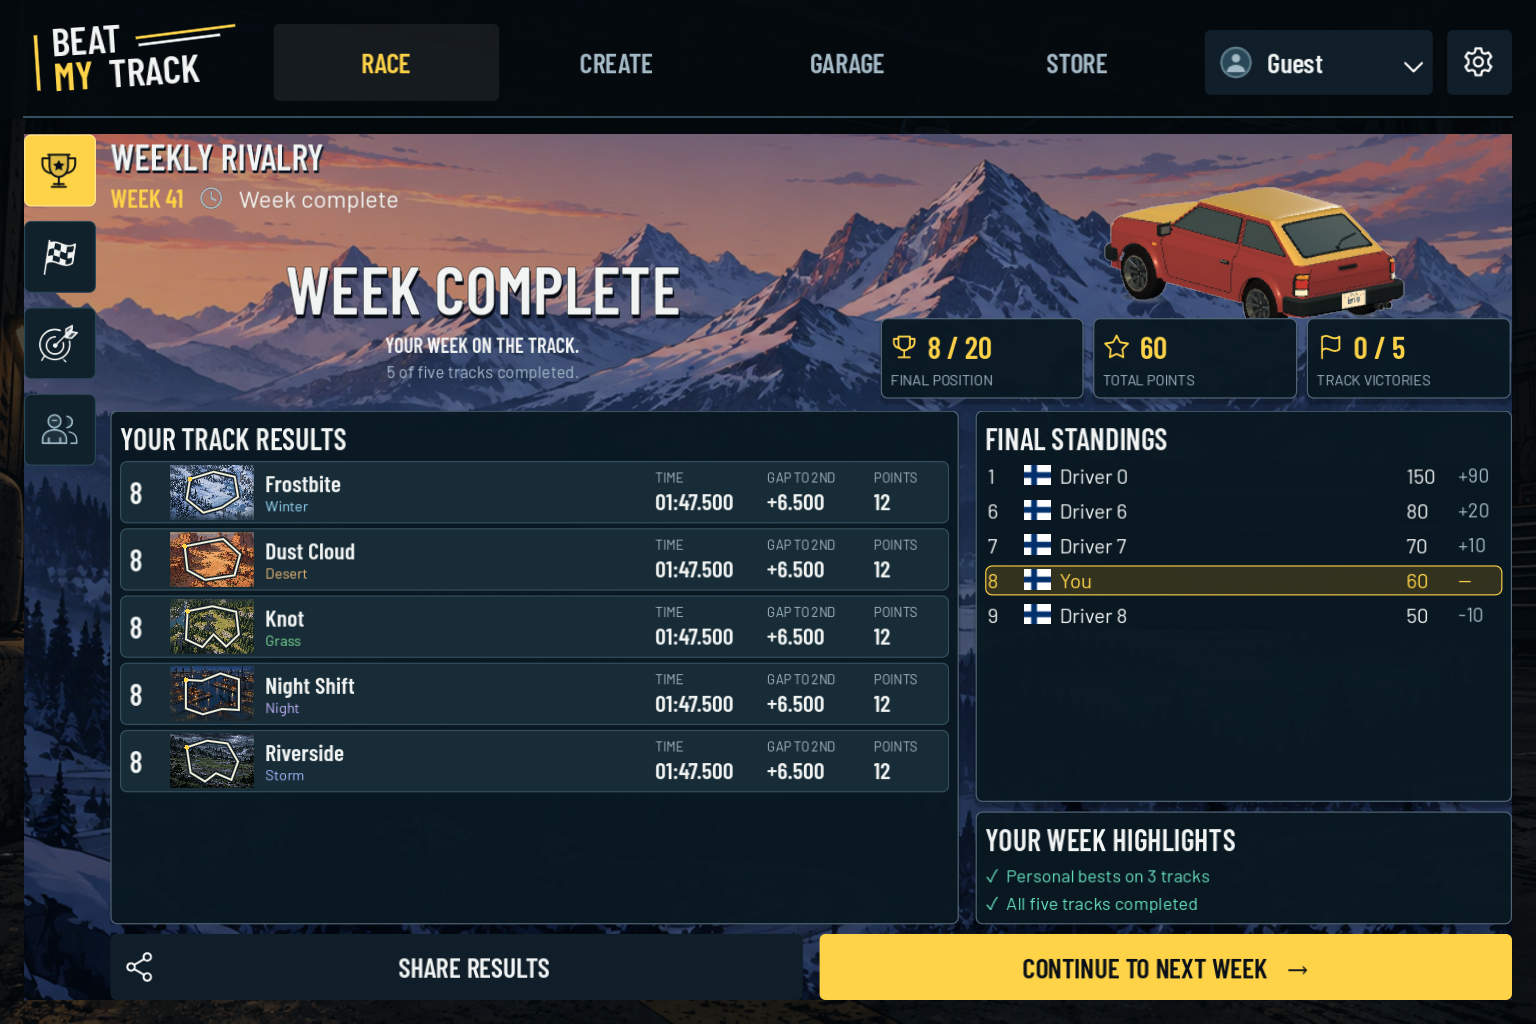 BEAT
MY TRACK
RACE
CREATE
GARAGE
STORE
Guest
WEEKLY RIVALRY
WEEK 41 Week complete
WEEK COMPLETE
YOUR WEEK ON THE TRACK.
5 of five tracks completed.
8 / 20
FINAL POSITION
60
TOTAL POINTS
0 / 5
TRACK VICTORIES
YOUR TRACK RESULTS
8 Frostbite
Winter
TIME GAP TO 2ND POINTS
01:47.500 +6.500 12
8 Dust Cloud
Desert
TIME GAP TO 2ND POINTS
01:47.500 +6.500 12
8 Knot
Grass
TIME GAP TO 2ND POINTS
01:47.500 +6.500 12
8 Night Shift
Night
TIME GAP TO 2ND POINTS
01:47.500 +6.500 12
8 Riverside
Storm
TIME GAP TO 2ND POINTS
01:47.500 +6.500 12
FINAL STANDINGS
1 Driver 0 150 +90
6 Driver 6 80 +20
7 Driver 7 70 +10
8 You 60 —
9 Driver 8 50 -10
YOUR WEEK HIGHLIGHTS
✓ Personal bests on 3 tracks
✓ All five tracks completed
SHARE RESULTS
CONTINUE TO NEXT WEEK →